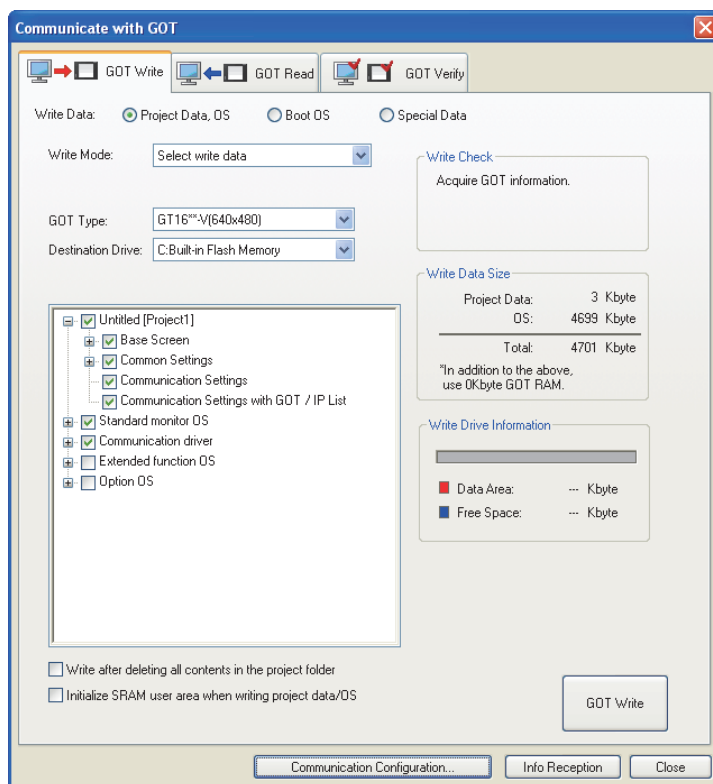 Communicate with GOT
GOT Write
GOT Read
GOT Verify
Write Data:
Project Data, OS
Boot OS
Special Data
Write Mode:
Select write data
GOT Type:
GT16**-V(640x480)
Destination Drive:
C:Built-in Flash Memory
Untitled [Project1]
Base Screen
Common Settings
Communication Settings
Communication Settings with GOT / IP List
Standard monitor OS
Communication driver
Extended function OS
Option OS
Write after deleting all contents in the project folder
Initialize SRAM user area when writing project data/OS
Write Check
Acquire GOT information.
Write Data Size
Project Data: 3 Kbyte
OS: 4699 Kbyte
Total: 4701 Kbyte
*In addition to the above,
use 0Kbyte GOT RAM.
Write Drive Information
Data Area: --- Kbyte
Free Space: --- Kbyte
GOT Write
Communication Configuration...
Info Reception
Close